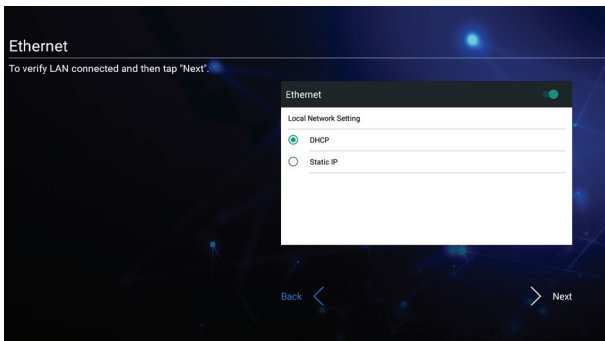 Ethernet
To verify LAN connected and then tap "Next".
Ethernet
Local Network Setting
DHCP
Static IP
Back
Next